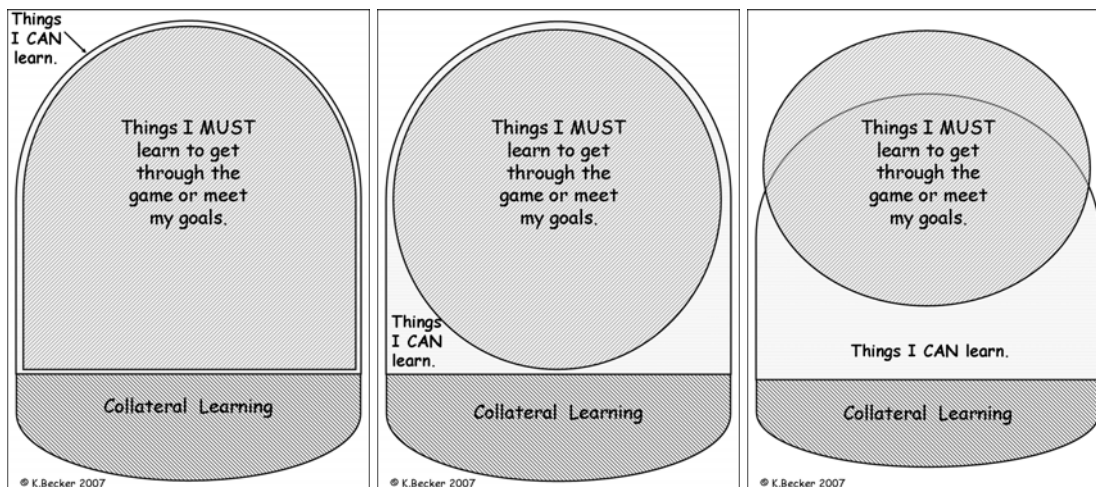 Things
I CAN
learn.
Things I MUST
learn to get
through the
game or meet
my goals.
Collateral Learning
© K.Becker 2007
Things I MUST
learn to get
through the
game or meet
my goals.
Things
I CAN
learn.
Collateral Learning
© K.Becker 2007
Things I MUST
learn to get
through the
game or meet
my goals.
Things I CAN learn.
Collateral Learning
© K.Becker 2007